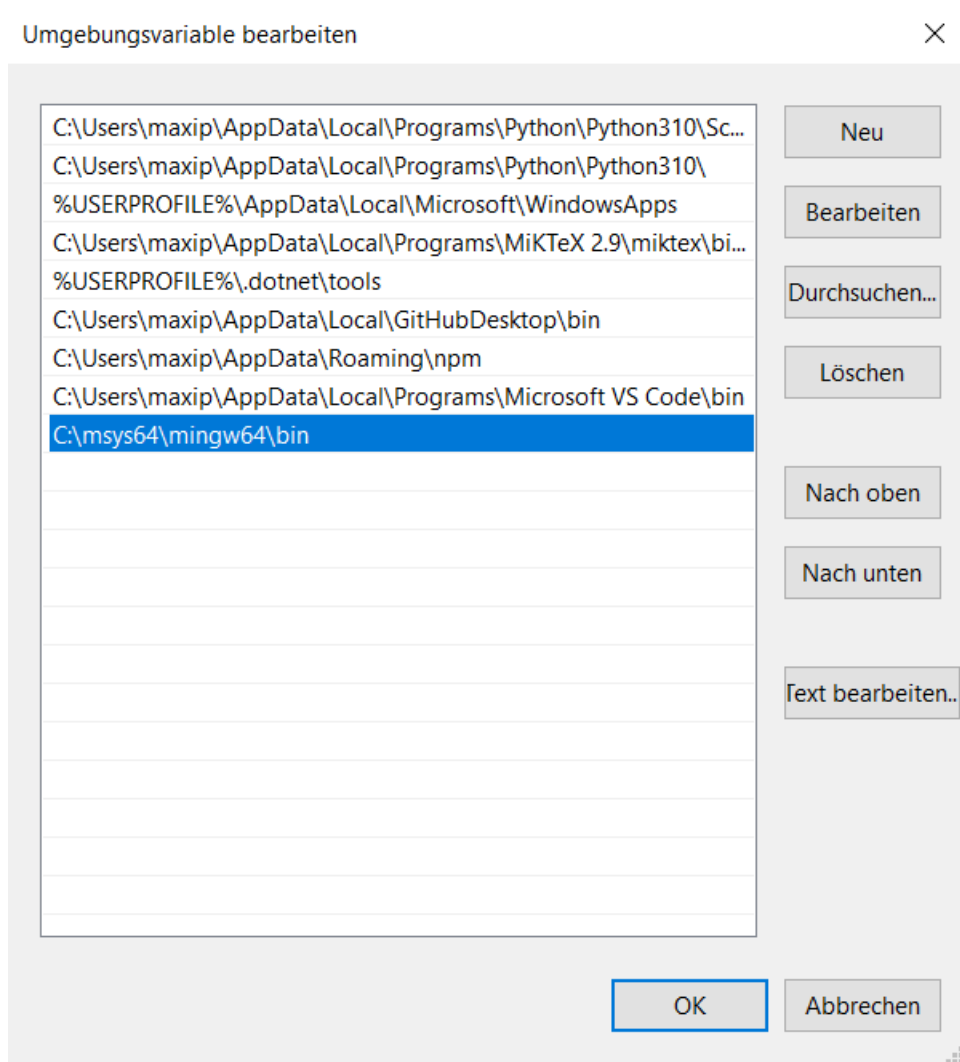 Umgebungsvariable bearbeiten
C:\Users\maxip\AppData\Local\Programs\Python\Python310\Sc...
C:\Users\maxip\AppData\Local\Programs\Python\Python310\
%USERPROFILE%\AppData\Local\Microsoft\WindowsApps
C:\Users\maxip\AppData\Local\Programs\MiKTeX 2.9\miktex\bi...
%USERPROFILE%\.dotnet\tools
C:\Users\maxip\AppData\Local\GitHubDesktop\bin
C:\Users\maxip\AppData\Roaming\npm
C:\Users\maxip\AppData\Local\Programs\Microsoft VS Code\bin
C:\msys64\mingw64\bin
Neu
Bearbeiten
Durchsuchen...
Löschen
Nach oben
Nach unten
Text bearbeiten..
OK
Abbrechen